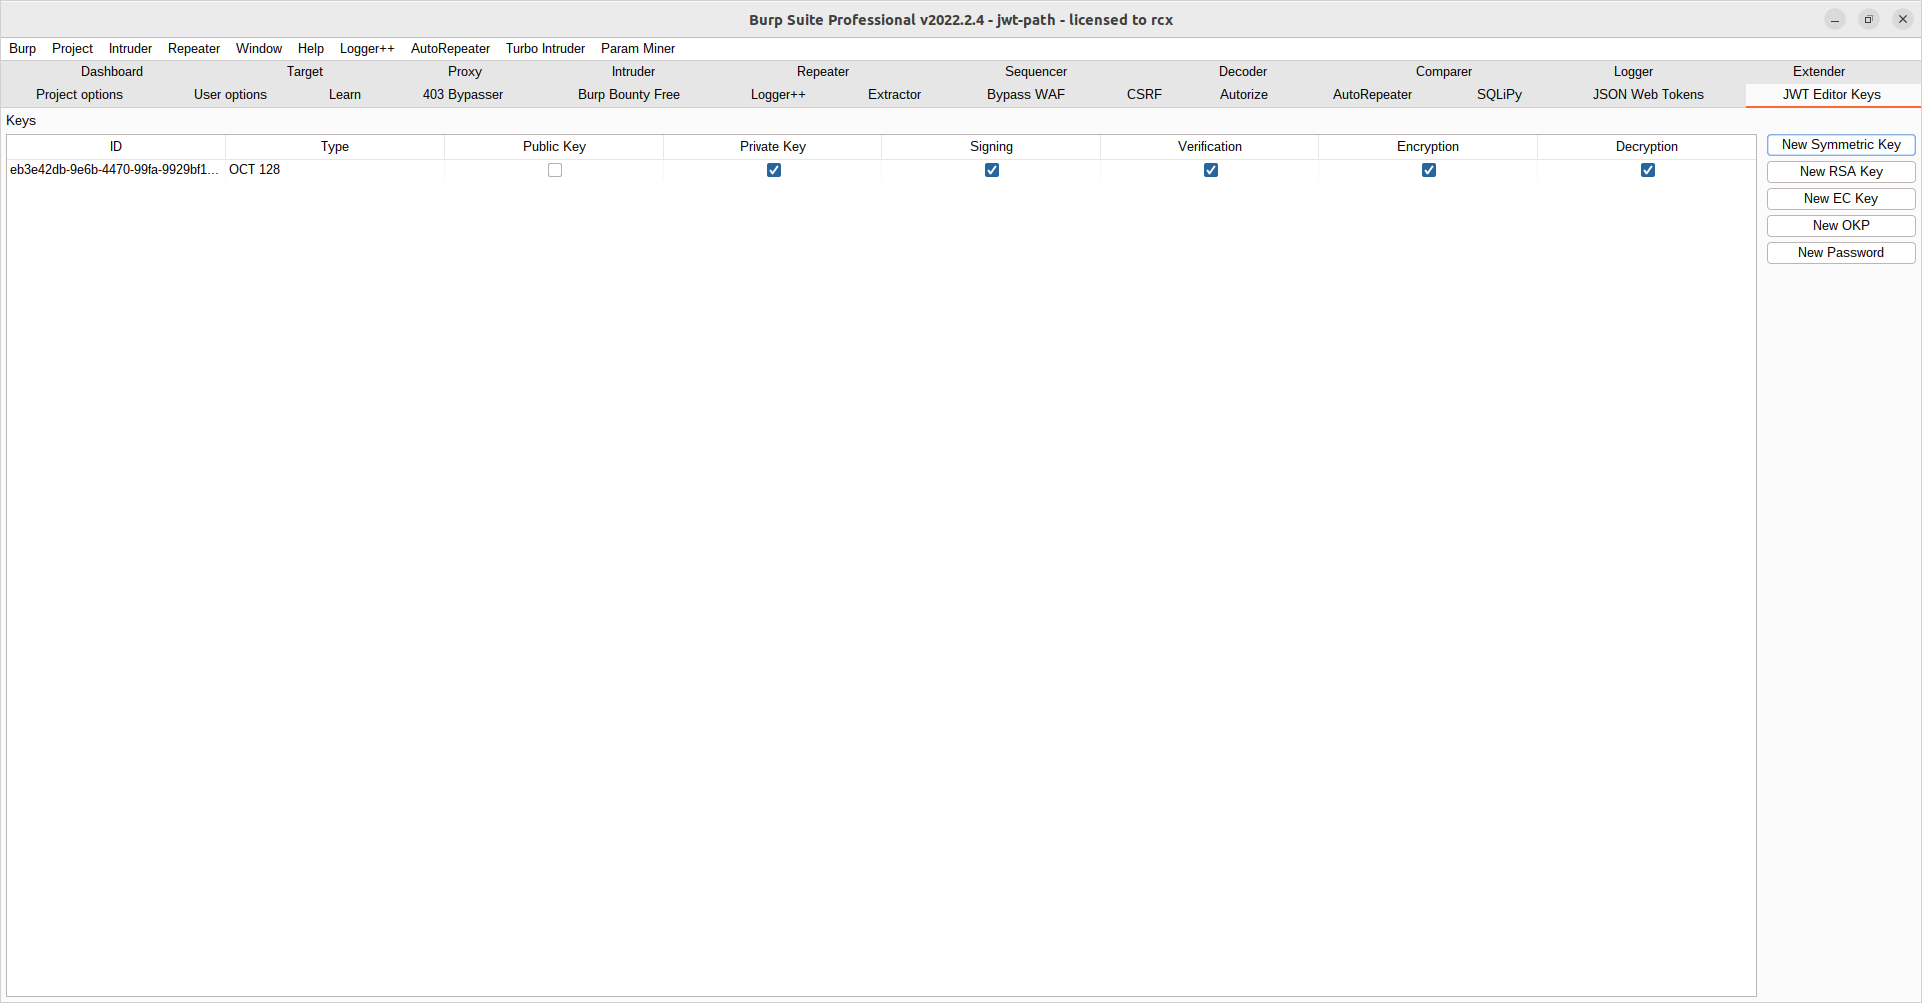 Burp Suite Professional v2022.2.4 - jwt-path - licensed to rcx
Burp Project Intruder Repeater Window Help Logger++ AutoRepeater Turbo Intruder Param Miner
Dashboard Target Proxy Intruder Repeater Sequencer Decoder Comparer Logger Extender
Project options User options Learn 403 Bypasser Burp Bounty Free Logger++ Extractor Bypass WAF CSRF Autorize AutoRepeater SQLiPy JSON Web Tokens JWT Editor Keys
Keys
ID Type Public Key Private Key Signing Verification Encryption Decryption
eb3e42db-9e6b-4470-99fa-9929bf1... OCT 128
New Symmetric Key
New RSA Key
New EC Key
New OKP
New Password